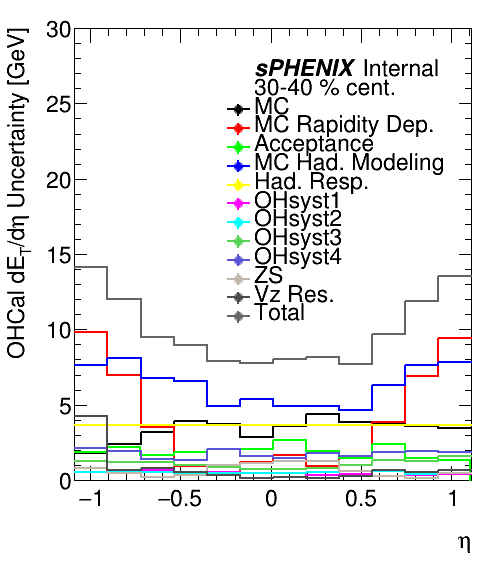 30
25
20
15
10
5
0
OHCal dE_T/dη Uncertainty [GeV]
sPHENIX Internal
30-40 % cent.
MC
MC Rapidity Dep.
Acceptance
MC Had. Modeling
Had. Resp.
OHsyst1
OHsyst2
OHsyst3
OHsyst4
ZS
Vz Res.
Total
−1 −0.5 0 0.5 1
η